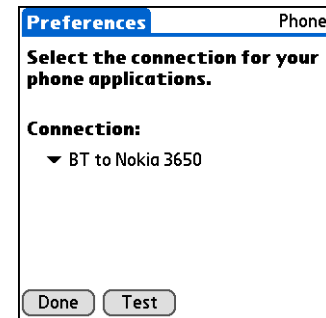 Preferences Phone
Select the connection for your
phone applications.
Connection:
BT to Nokia 3650
Done Test